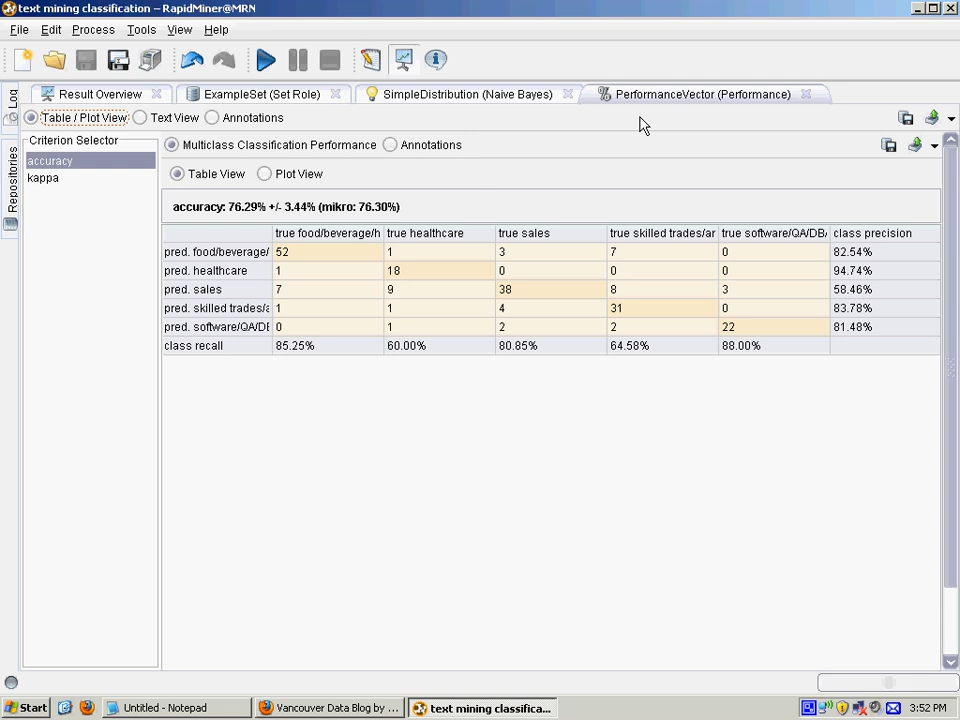 text mining classification – RapidMiner@MRN
File Edit Process Tools View Help
Log
Repositories
Result Overview ExampleSet (Set Role) SimpleDistribution (Naive Bayes) % PerformanceVector (Performance)
Table / Plot View Text View Annotations
Criterion Selector
accuracy
kappa
Multiclass Classification Performance Annotations
Table View Plot View
accuracy: 76.29% +/- 3.44% (mikro: 76.30%)
true food/beverage/h true healthcare true sales true skilled trades/ar true software/QA/DB/ class precision
pred. food/beverage/ 52 1 3 7 0 82.54%
pred. healthcare 1 18 0 0 0 94.74%
pred. sales 7 9 38 8 3 58.46%
pred. skilled trades/a 1 1 4 31 0 83.78%
pred. software/QA/DB 0 1 2 2 22 81.48%
class recall 85.25% 60.00% 80.85% 64.58% 88.00%
Start Untitled - Notepad Vancouver Data Blog by ... text mining classifica... 3:52 PM